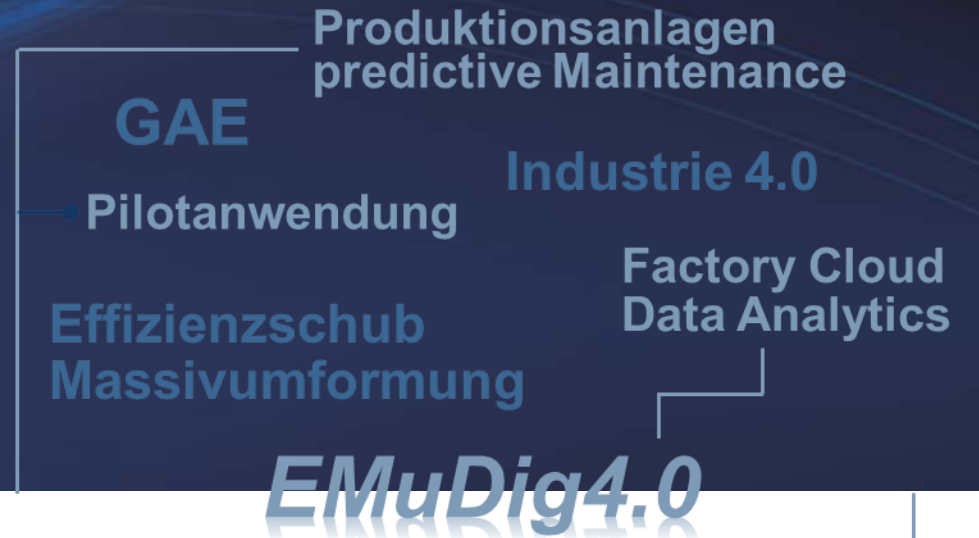 Produktionsanlagen
predictive Maintenance
GAE
Industrie 4.0
Pilotanwendung
Factory Cloud
Data Analytics
Effizienzschub
Massivumformung
EMuDig4.0